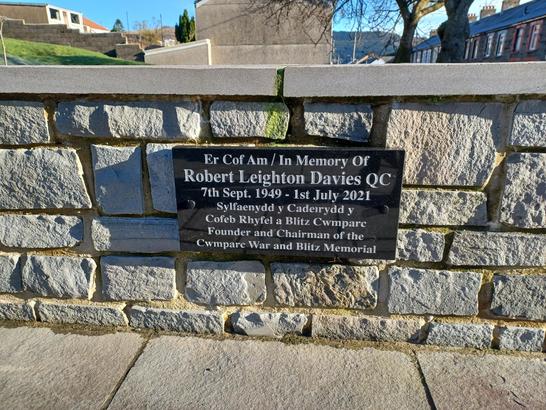 Er Cof Am / In Memory Of
Robert Leighton Davies QC
7th Sept. 1949 - 1st July 2021
Sylfaenydd y Cadeirydd y
Cofeb Rhyfel a Blitz Cwmparc
Founder and Chairman of the
Cwmparc War and Blitz Memorial